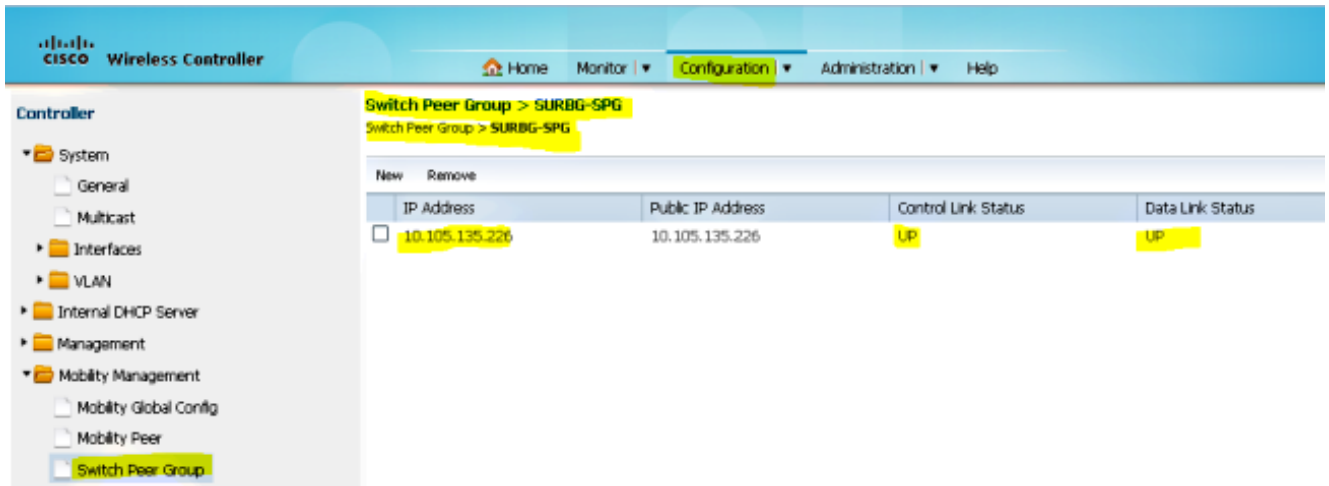 CISCO Wireless Controller
Home Monitor Configuration Administration Help
Controller
System
General
Multicast
Interfaces
VLAN
Internal DHCP Server
Management
Mobility Management
Mobility Global Config
Mobility Peer
Switch Peer Group
Switch Peer Group > SURBG-SPG
Switch Peer Group > SURBG-SPG
New Remove
IP Address Public IP Address Control Link Status Data Link Status
10.105.135.226 10.105.135.226 UP UP